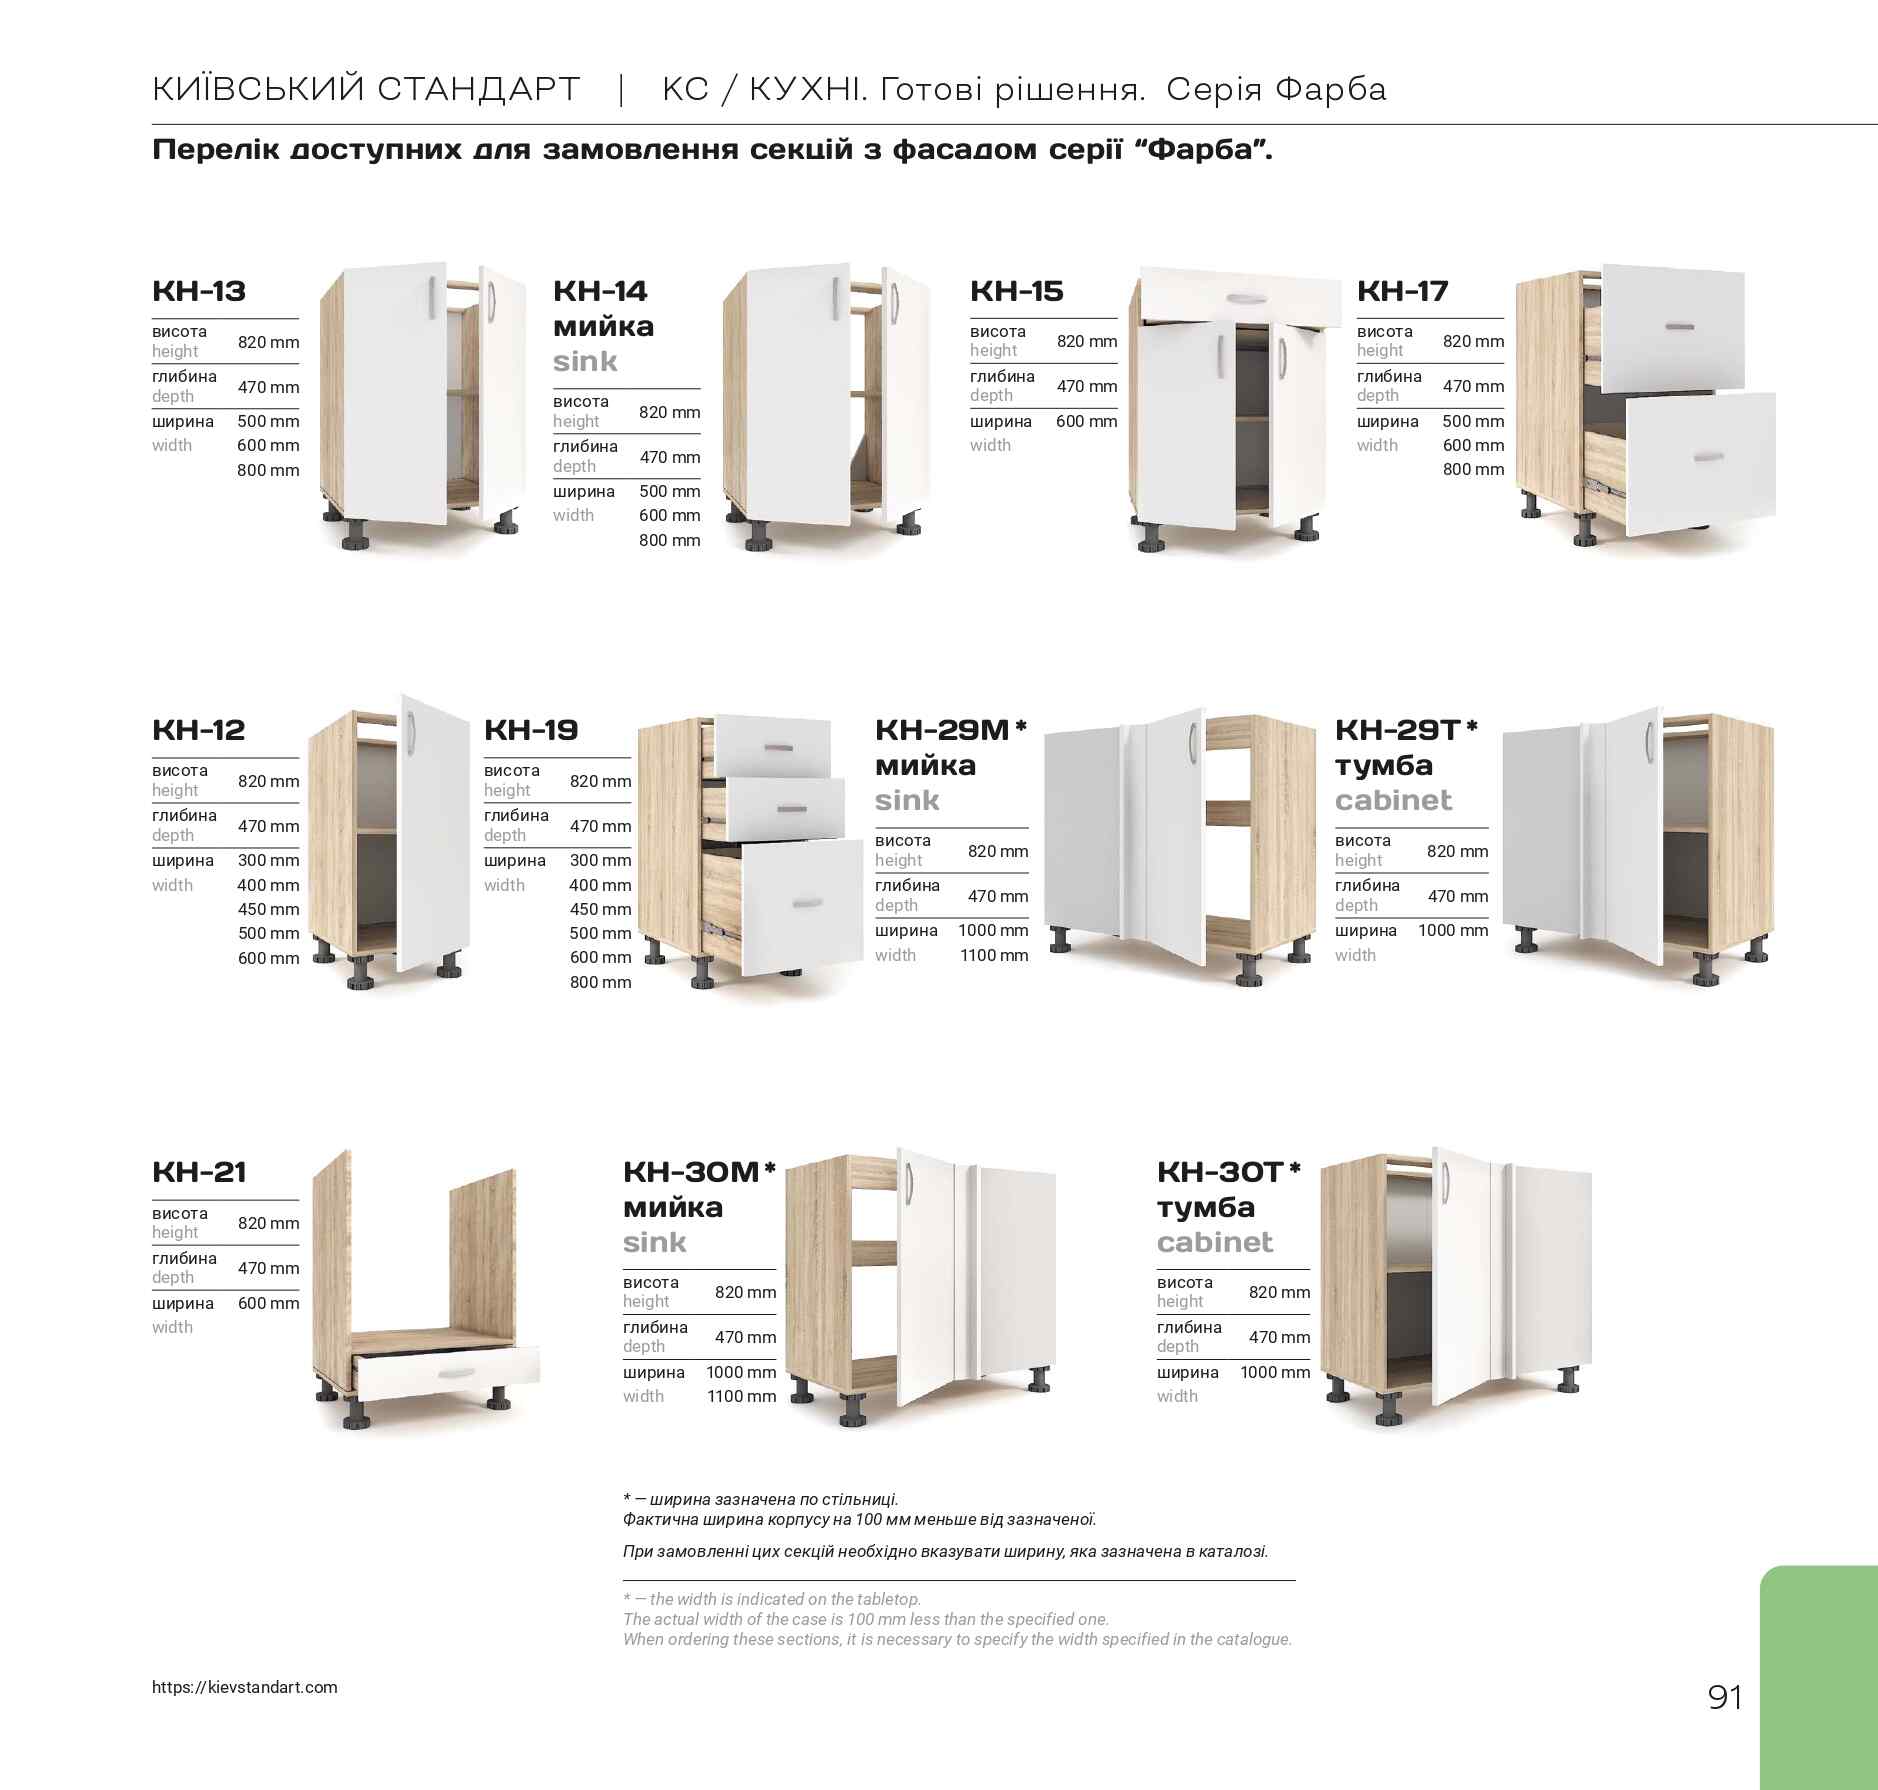 КИЇВСЬКИЙ СТАНДАРТ | КС / КУХНІ. Готові рішення. Серія Фарба
Перелік доступних для замовлення секцій з фасадом серії “Фарба”.
КН-13
висота
height
820 mm
глибина
depth
470 mm
ширина 500 mm
width 600 mm
800 mm
КН-14
мийка
sink
висота
height
820 mm
глибина
depth
470 mm
ширина 500 mm
width 600 mm
800 mm
КН-15
висота
height
820 mm
глибина
depth
470 mm
ширина 600 mm
width
КН-17
висота
height
820 mm
глибина
depth
470 mm
ширина 500 mm
width 600 mm
800 mm
КН-12
висота
height
820 mm
глибина
depth
470 mm
ширина 300 mm
width 400 mm
450 mm
500 mm
600 mm
КН-19
висота
height
820 mm
глибина
depth
470 mm
ширина 300 mm
width 400 mm
450 mm
500 mm
600 mm
800 mm
КН-29М*
мийка
sink
висота
height
820 mm
глибина
depth
470 mm
ширина 1000 mm
width 1100 mm
КН-29Т*
тумба
cabinet
висота
height
820 mm
глибина
depth
470 mm
ширина 1000 mm
width
КН-21
висота
height
820 mm
глибина
depth
470 mm
ширина 600 mm
width
КН-30М*
мийка
sink
висота
height
820 mm
глибина
depth
470 mm
ширина 1000 mm
width 1100 mm
КН-30Т*
тумба
cabinet
висота
height
820 mm
глибина
depth
470 mm
ширина 1000 mm
width
* — ширина зазначена по стільниці.
Фактична ширина корпусу на 100 мм меньше від зазначеної.
При замовленні цих секцій необхідно вказувати ширину, яка зазначена в каталозі.
* — the width is indicated on the tabletop.
The actual width of the case is 100 mm less than the specified one.
When ordering these sections, it is necessary to specify the width specified in the catalogue.
https://kievstandart.com
91